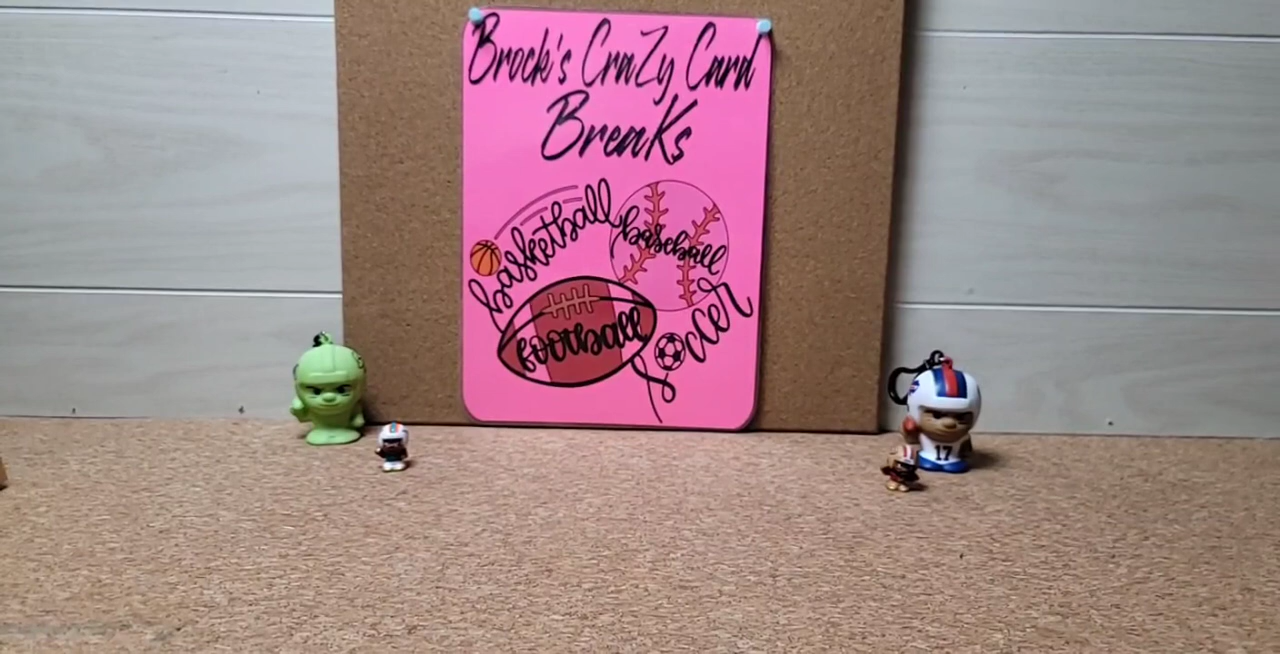 Brock's CraZy Card
BreaKs
basketball
baseball
football
soccer
17